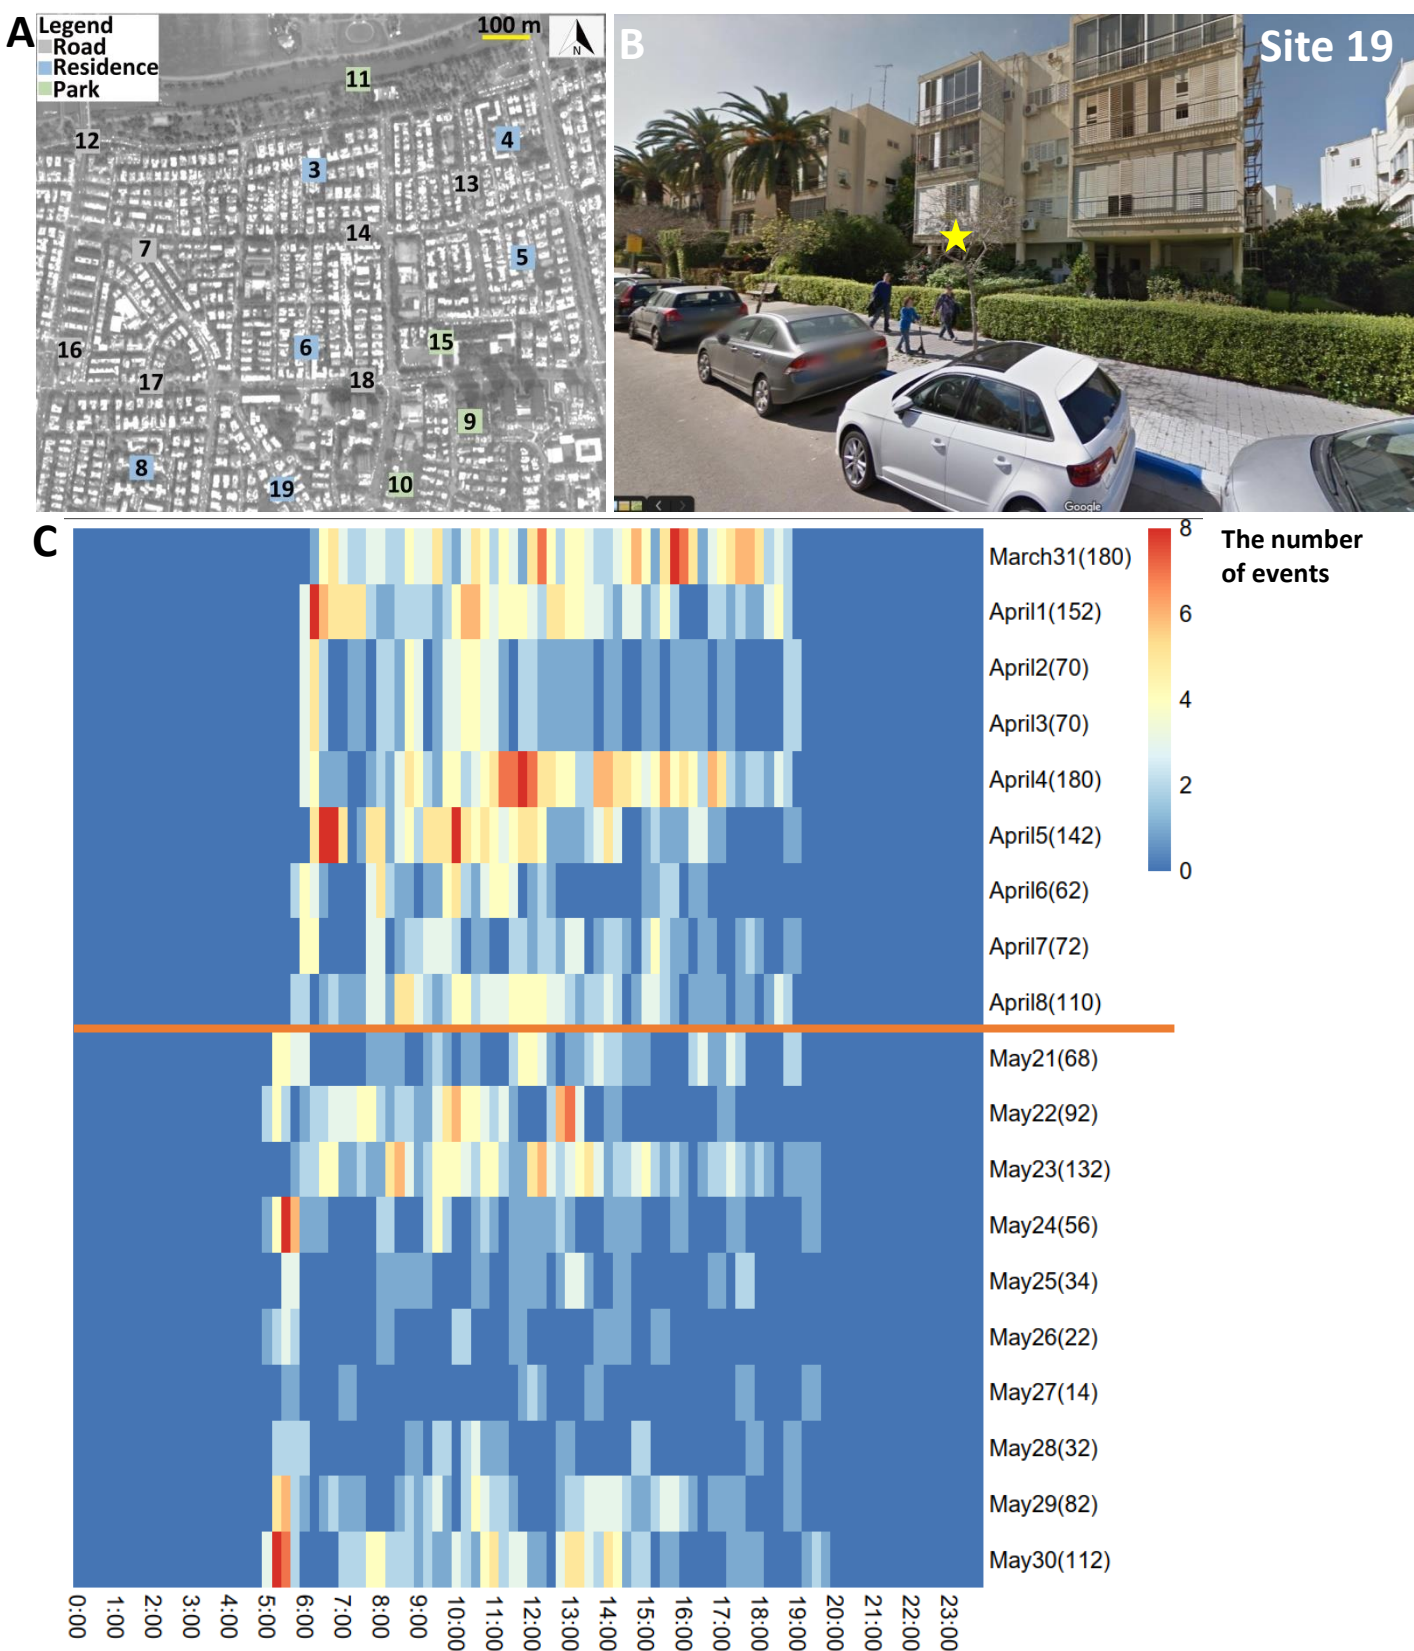 A
Legend
Road
Residence
Park
100 m
N
11
12
4
3
13
14
7
5
15
6
16
17
18
9
8
19
10
B
Site 19
Google
C
March31(180)
April1(152)
April2(70)
April3(70)
April4(180)
April5(142)
April6(62)
April7(72)
April8(110)
May21(68)
May22(92)
May23(132)
May24(56)
May25(34)
May26(22)
May27(14)
May28(32)
May29(82)
May30(112)
8
6
4
2
0
The number
of events
0:00
1:00
2:00
3:00
4:00
5:00
6:00
7:00
8:00
9:00
10:00
11:00
12:00
13:00
14:00
15:00
16:00
17:00
18:00
19:00
20:00
21:00
22:00
23:00